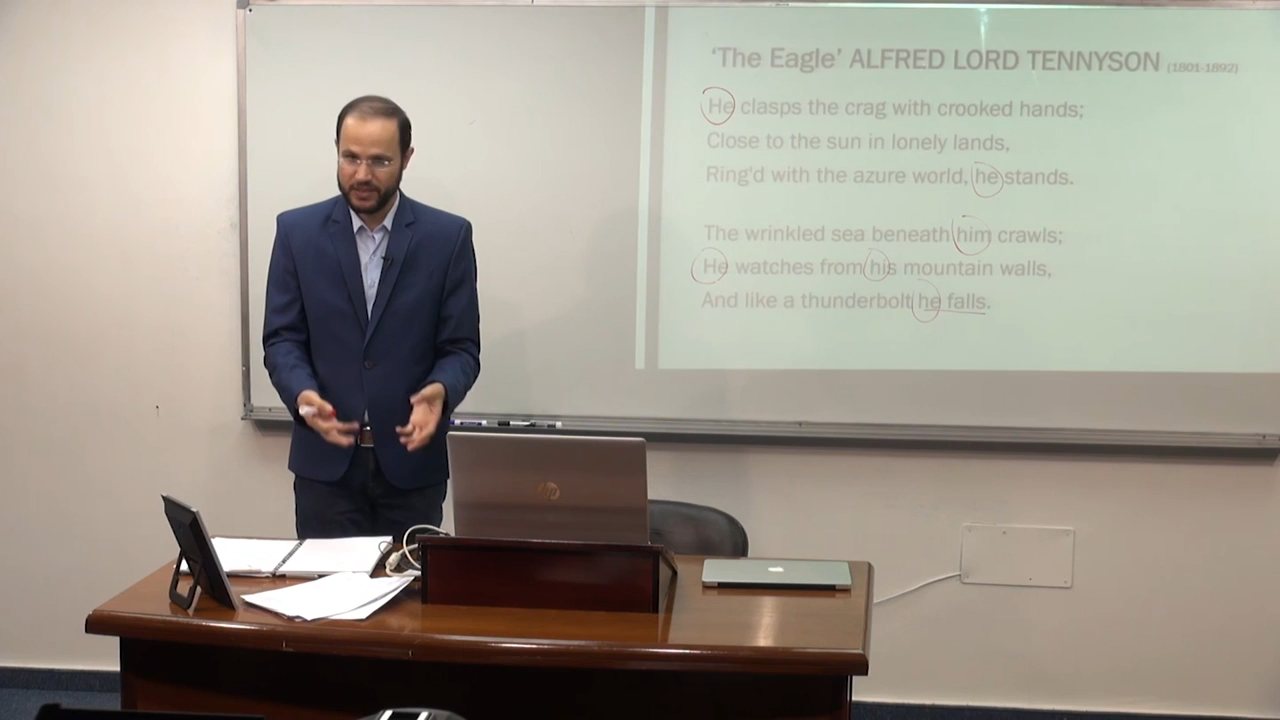 ‘The Eagle’ ALFRED LORD TENNYSON (1801-1892)
He clasps the crag with crooked hands;
Close to the sun in lonely lands,
Ring'd with the azure world, he stands.
The wrinkled sea beneath him crawls;
He watches from his mountain walls,
And like a thunderbolt he falls.
hp